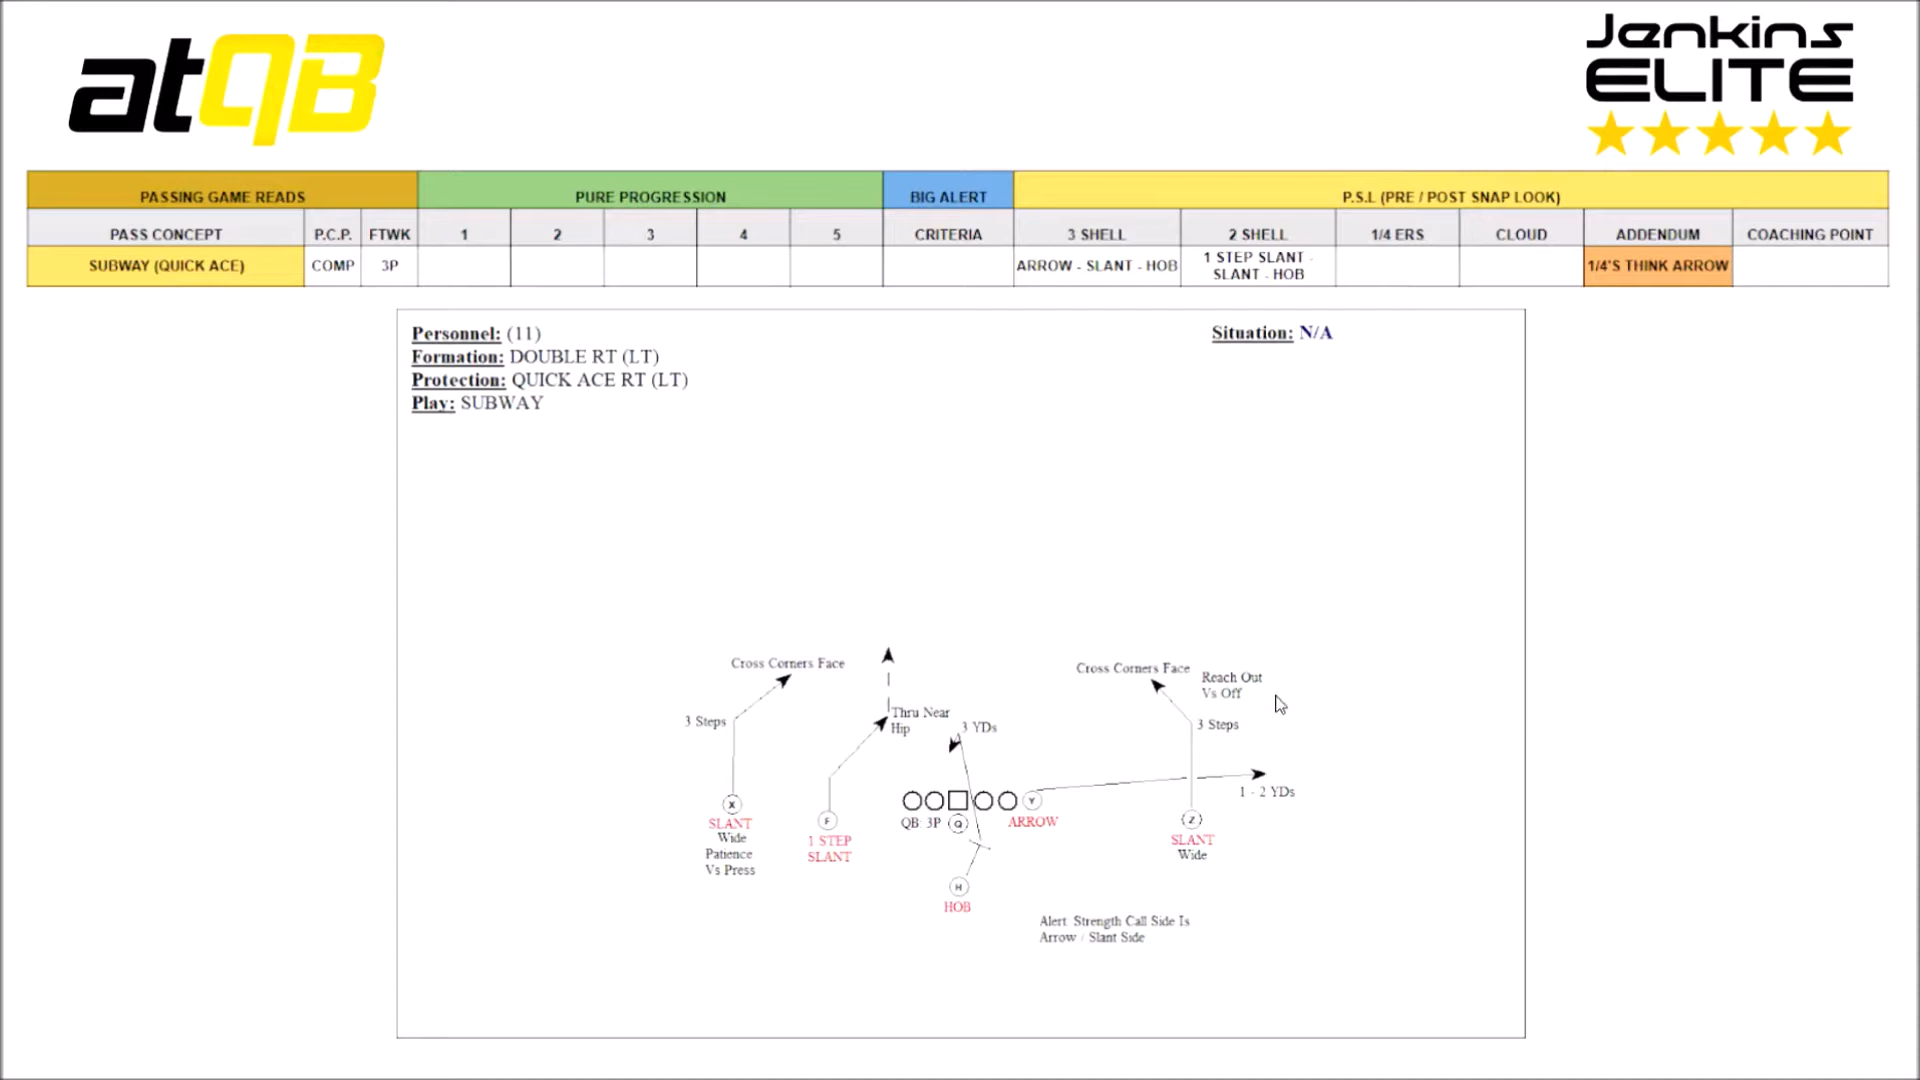 atQB
Jenkins
ELITE
PASSING GAME READS PURE PROGRESSION BIG ALERT P.S.L (PRE / POST SNAP LOOK)
PASS CONCEPT P.C.P. FTWK 1 2 3 4 5 CRITERIA 3 SHELL 2 SHELL 1/4 ERS CLOUD ADDENDUM COACHING POINT
SUBWAY (QUICK ACE) COMP 3P ARROW - SLANT - HOB 1 STEP SLANT - SLANT - HOB 1/4'S THINK ARROW
Personnel: (11)
Situation: N/A
Formation: DOUBLE RT (LT)
Protection: QUICK ACE RT (LT)
Play: SUBWAY
Cross Corners Face
Cross Corners Face
Reach Out
Vs Off
3 Steps
Thru Near
Hip
3 YDs
3 Steps
1 - 2 YDs
X
SLANT
Wide
Patience
Vs Press
F
1 STEP
SLANT
QB 3P Q
Y
ARROW
Z
SLANT
Wide
H
HOB
Alert Strength Call Side Is
Arrow / Slant Side